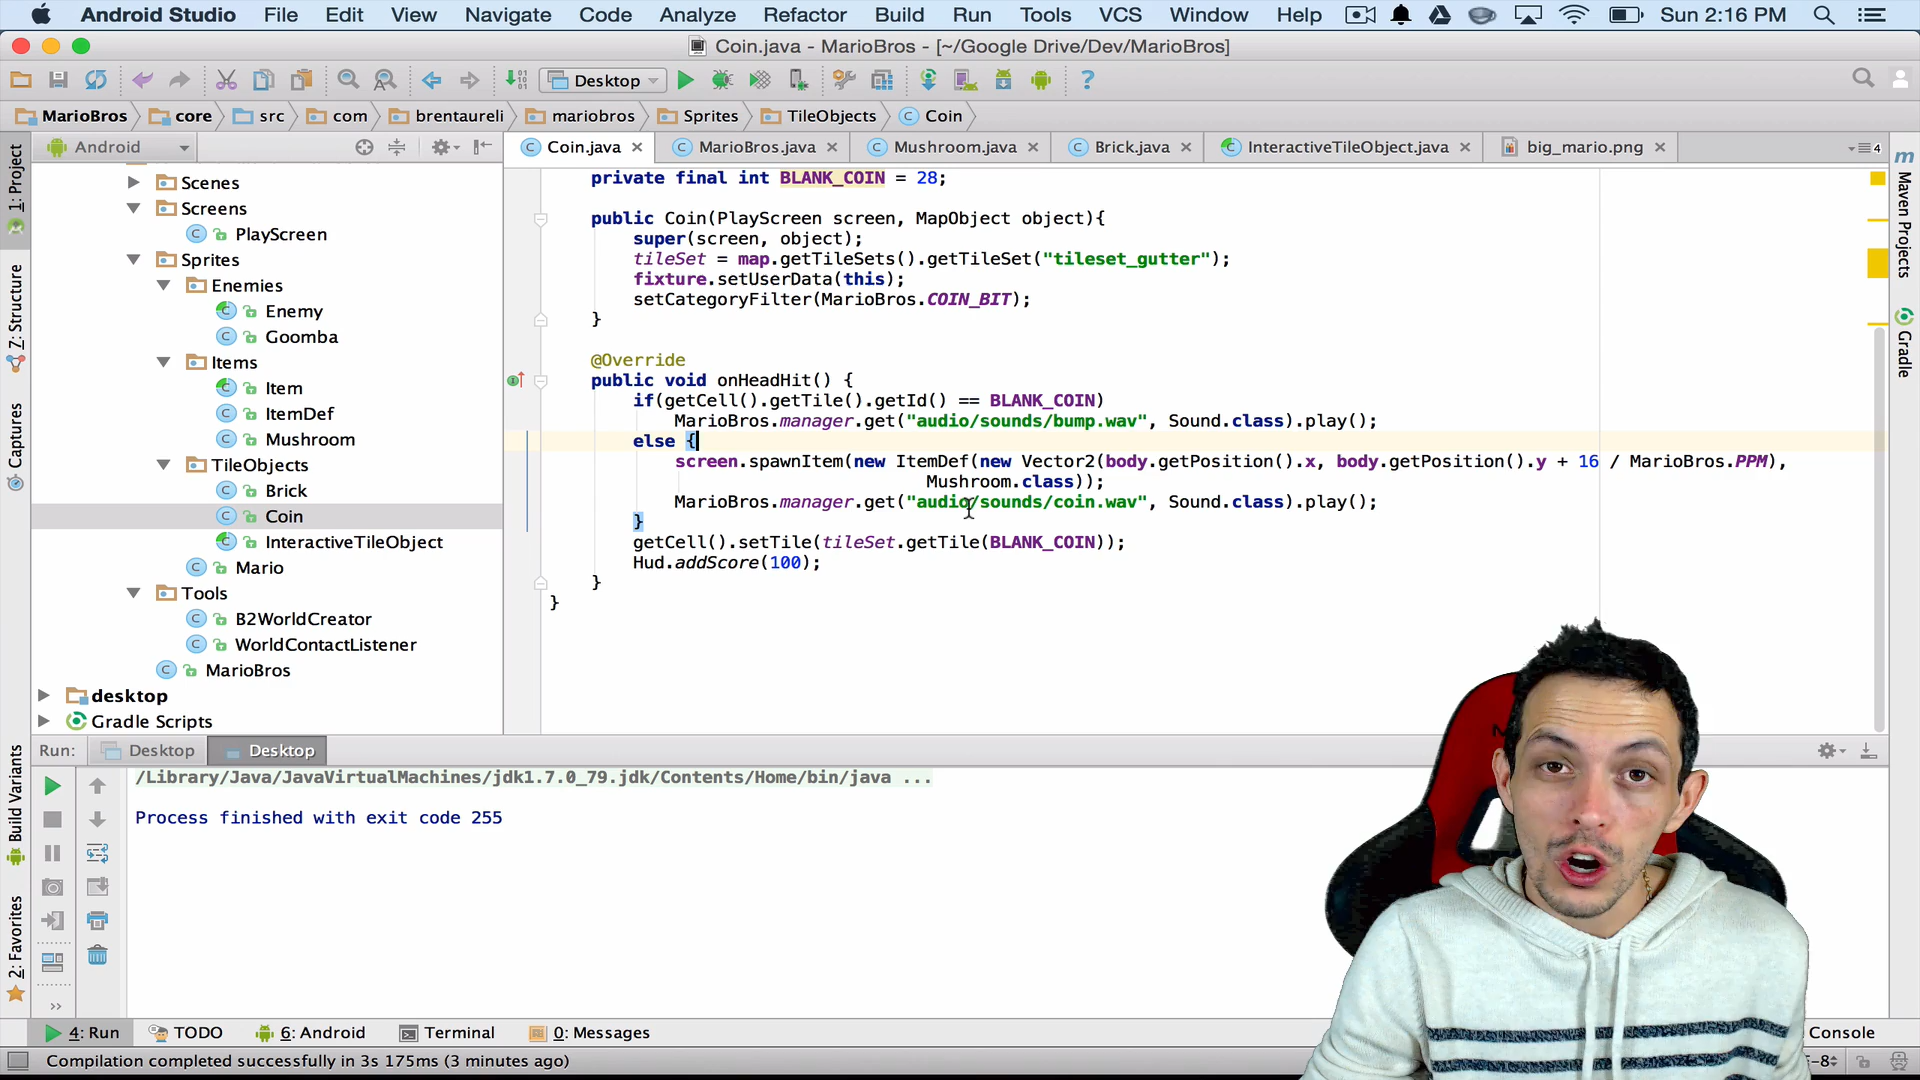 Android Studio File Edit View Navigate Code Analyze Refactor Build Run Tools VCS Window Help Sun 2:16 PM
Coin.java - MarioBros - [~/Google Drive/Dev/MarioBros]
Desktop
MarioBros core src com brentaureli mariobros Sprites TileObjects Coin
Android
Coin.java MarioBros.java Mushroom.java Brick.java InteractiveTileObject.java big_mario.png
4
1: Project
Z: Structure
Captures
Build Variants
2: Favorites
Scenes
Screens
PlayScreen
Sprites
Enemies
Enemy
Goomba
Items
Item
ItemDef
Mushroom
TileObjects
Brick
Coin
InteractiveTileObject
Mario
Tools
B2WorldCreator
WorldContactListener
MarioBros
desktop
Gradle Scripts
private final int BLANK_COIN = 28;
public Coin(PlayScreen screen, MapObject object){
super(screen, object);
tileSet = map.getTileSets().getTileSet("tileset_gutter");
fixture.setUserData(this);
setCategoryFilter(MarioBros.COIN_BIT);
}
@Override
public void onHeadHit() {
if(getCell().getTile().getId() == BLANK_COIN)
MarioBros.manager.get("audio/sounds/bump.wav", Sound.class).play();
else {
screen.spawnItem(new ItemDef(new Vector2(body.getPosition().x, body.getPosition().y + 16 / MarioBros.PPM),
Mushroom.class));
MarioBros.manager.get("audio/sounds/coin.wav", Sound.class).play();
}
getCell().setTile(tileSet.getTile(BLANK_COIN));
Hud.addScore(100);
}
}
Maven Projects
Gradle
Run: Desktop Desktop
/Library/Java/JavaVirtualMachines/jdk1.7.0_79.jdk/Contents/Home/bin/java ...
Process finished with exit code 255
4: Run TODO 6: Android Terminal 0: Messages Console
Compilation completed successfully in 3s 175ms (3 minutes ago)